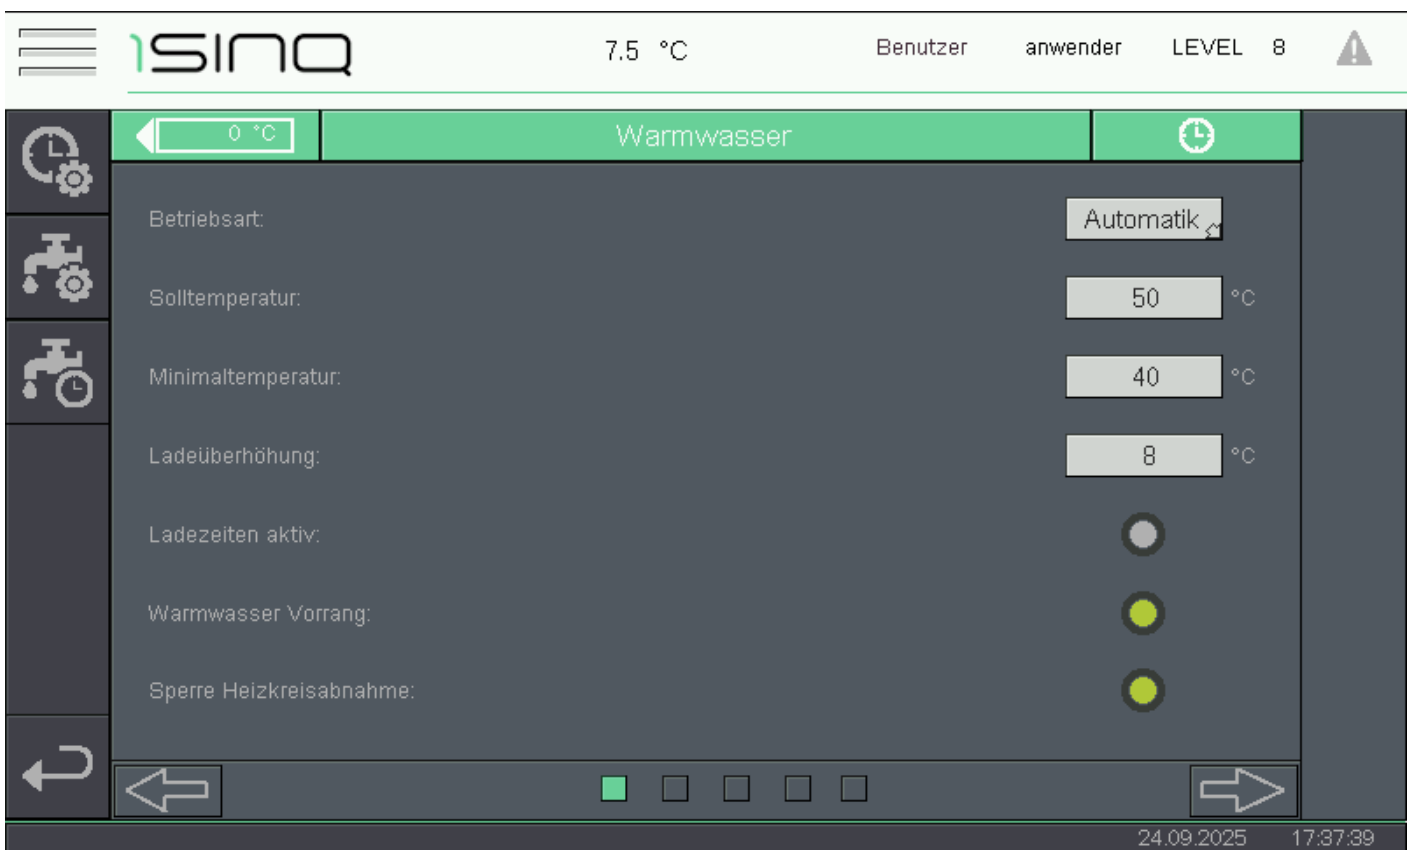 ısınq 7.5 °C Benutzer anwender LEVEL 8
0 °C Warmwasser
Betriebsart: Automatik
Solltemperatur: 50 °C
Minimaltemperatur: 40 °C
Ladeüberhöhung: 8 °C
Ladezeiten aktiv:
Warmwasser Vorrang:
Sperre Heizkreisabnahme:
24.09.2025 17:37:39